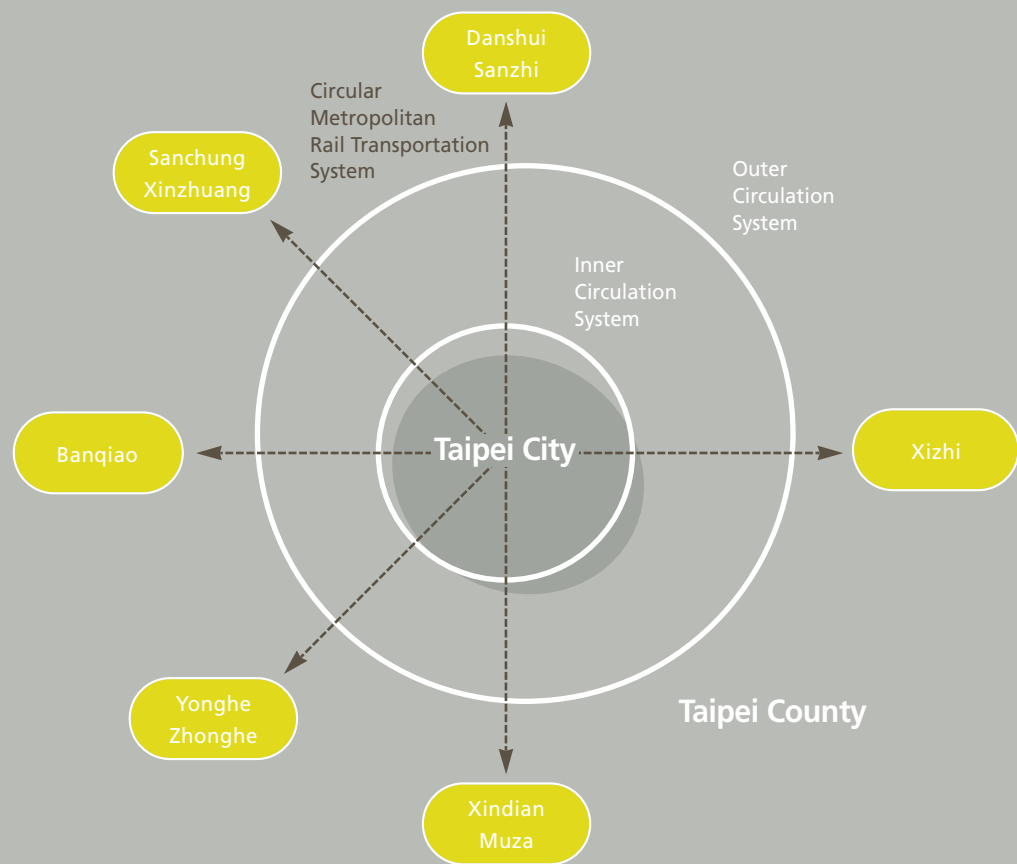 Danshui
Sanzhi
Circular
Metropolitan
Rail Transportation
System
Sanchung
Xinzhuang
Outer
Circulation
System
Inner
Circulation
System
Banqiao
Taipei City
Xizhi
Yonghe
Zhonghe
Taipei County
Xindian
Muza